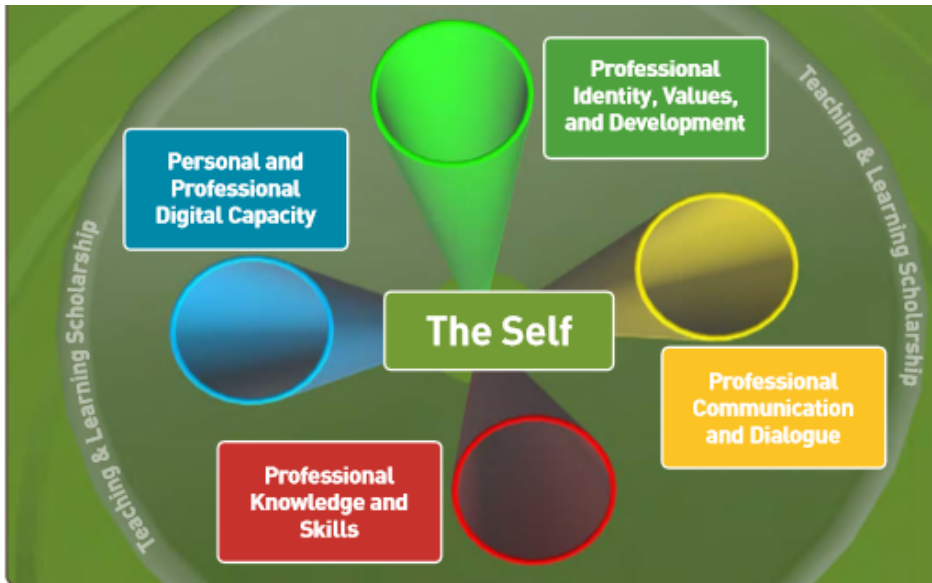 Professional
Identity, Values,
and Development
Teaching & Learning Scholarship
Personal and
Professional
Digital Capacity
The Self
Professional
Communication
and Dialogue
Teaching & Learning Scholarship
Professional
Knowledge and
Skills